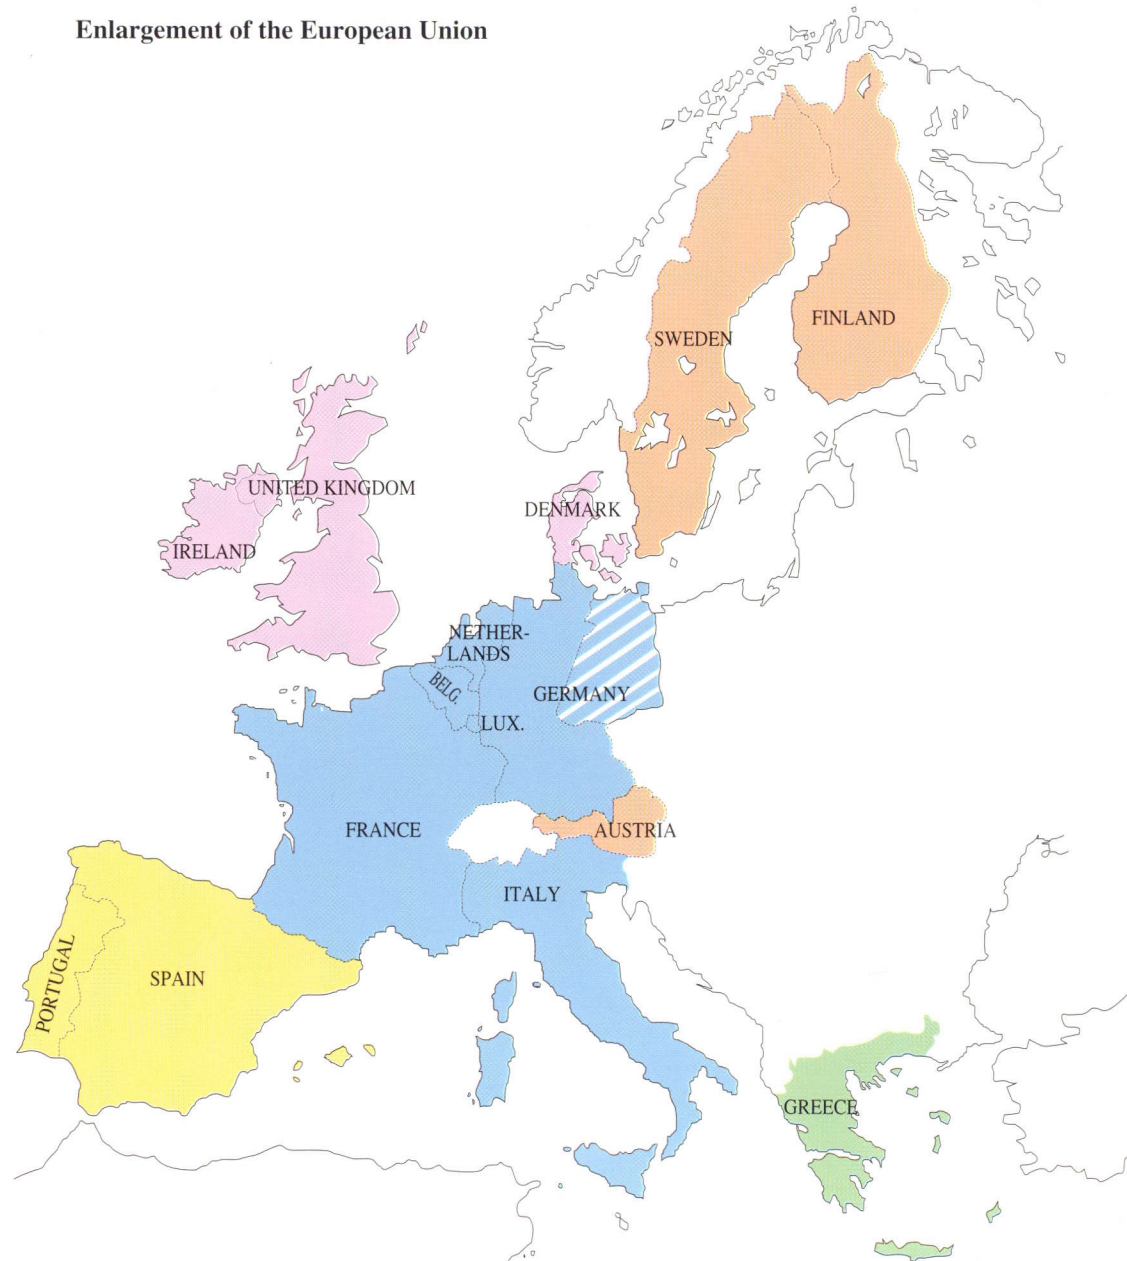 Enlargement of the European Union
FINLAND
SWEDEN
UNITED KINGDOM
DENMARK
IRELAND
NETHER-
LANDS
BELG.
GERMANY
LUX.
FRANCE
AUSTRIA
ITALY
PORTUGAL
SPAIN
GREECE